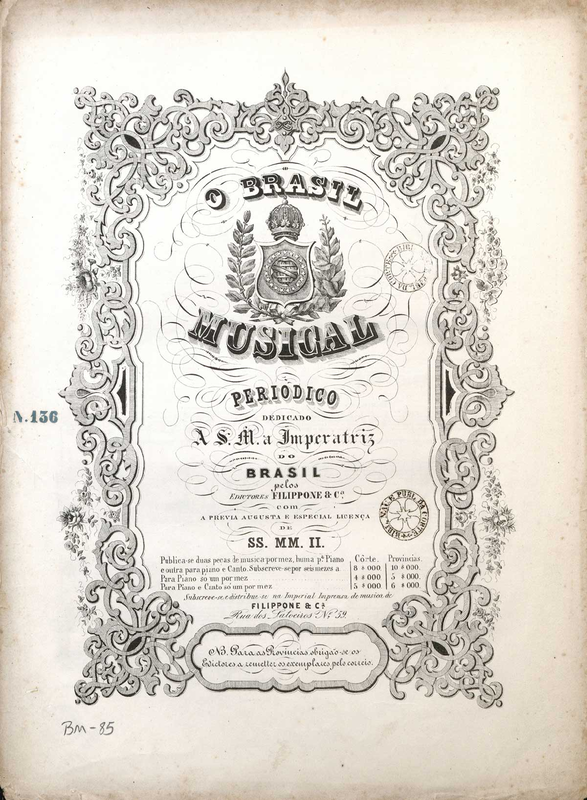 O BRASIL
MUSICAL
PERIODICO
DEDICADO
A S. M. a Imperatriz
DO
BRASIL
pelos
EDICTORES FILIPPONE & Cª
COM
A PREVIA AUGUSTA E ESPECIAL LICENÇA
DE
SS. MM. II.
Publica-se duas peças de musica por mez, huma pª Piano
e outra para piano e Canto. Subscreve-se por seis mezes a
Para Piano só um por mez
Para Piano e Canto só um por mez
Côrte. Provincias.
8 $ 000 10 $ 000.
4 $ 000 5 $ 000.
5 $ 000 6 $ 000.
Subscreve-se e distribue-se na Imperial Imprensa de musica de
FILIPPONE & Cª
Rua dos Latoeiros Nº 59
NB. Para as Provincias obrigão-se os
Edictores a remetter os exemplares pelo correio.
N. 136
BM-85